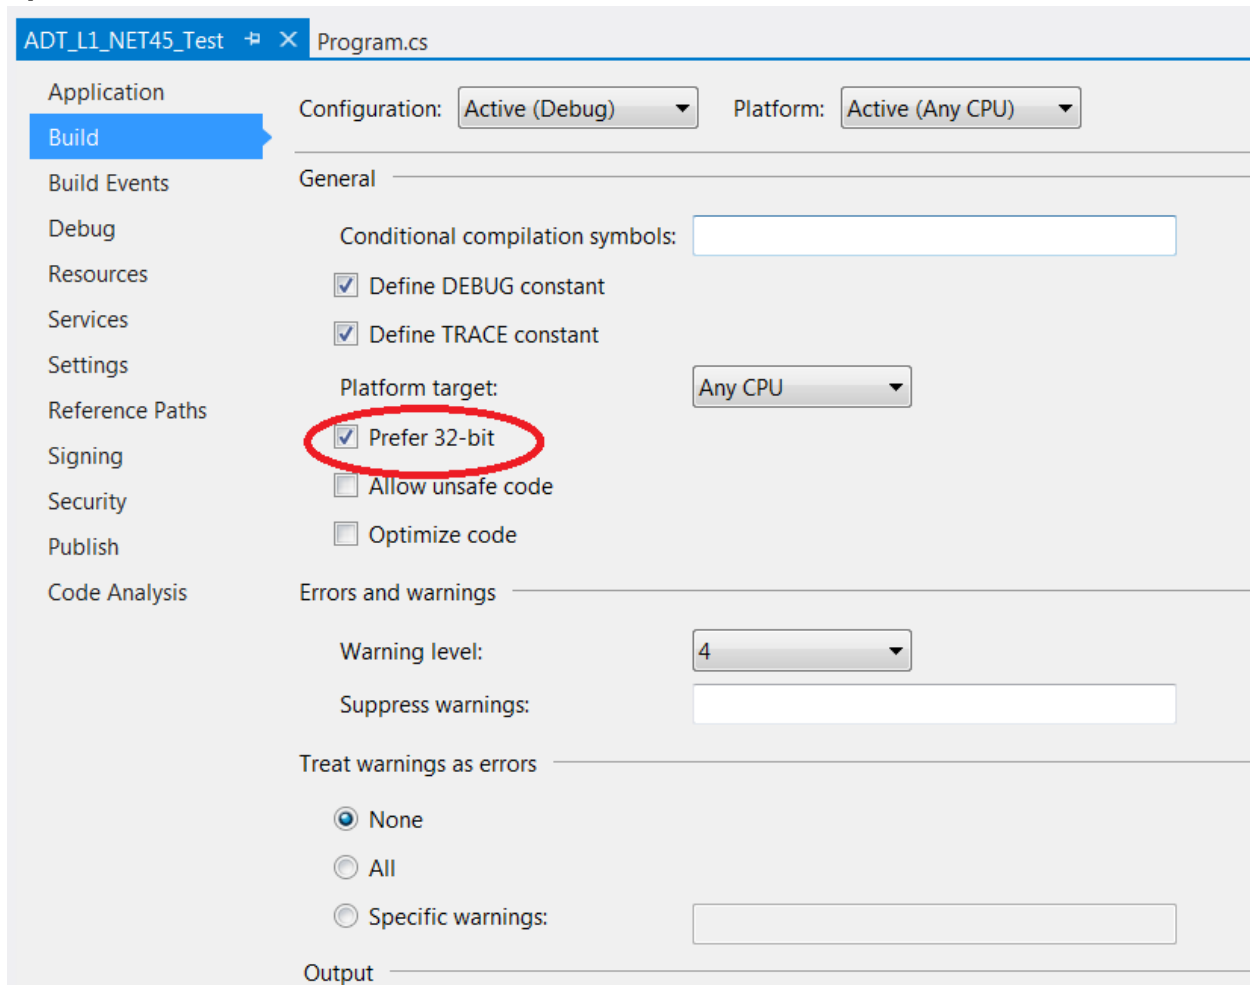 ADT_L1_NET45_Test Program.cs
Application
Build
Build Events
Debug
Resources
Services
Settings
Reference Paths
Signing
Security
Publish
Code Analysis
Configuration: Active (Debug) Platform: Active (Any CPU)
General
Conditional compilation symbols:
Define DEBUG constant
Define TRACE constant
Platform target: Any CPU
Prefer 32-bit
Allow unsafe code
Optimize code
Errors and warnings
Warning level: 4
Suppress warnings:
Treat warnings as errors
None
All
Specific warnings:
Output